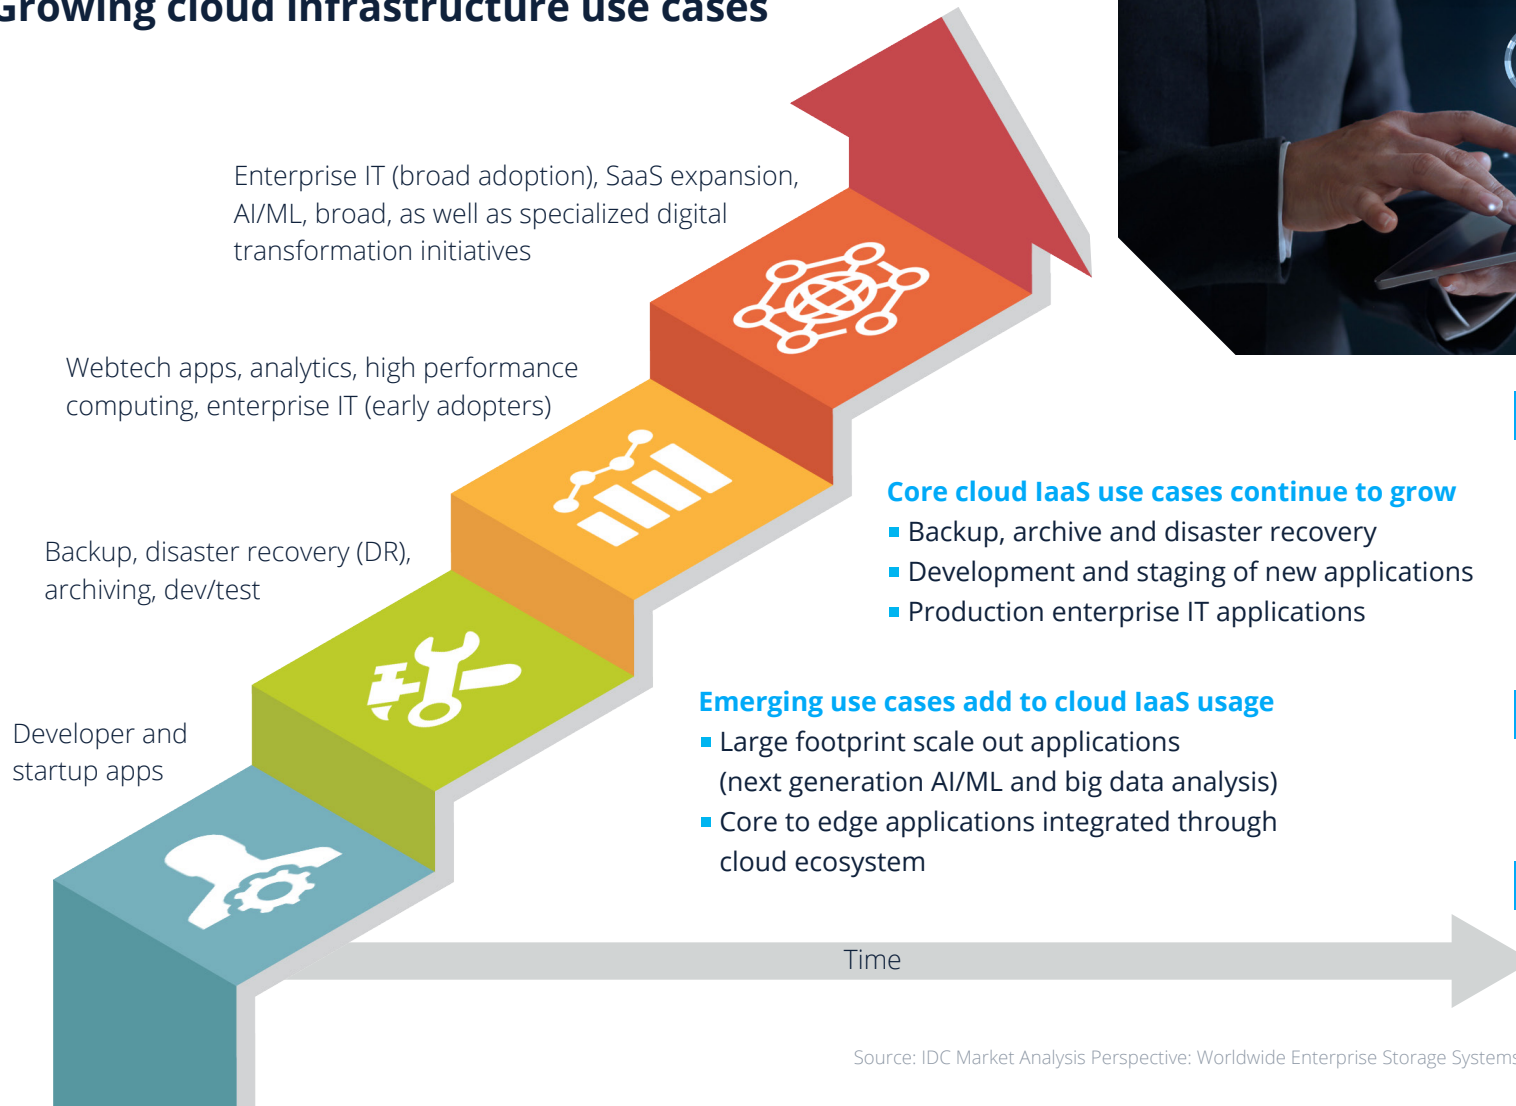 Growing cloud infrastructure use cases
Enterprise IT (broad adoption), SaaS expansion,
AI/ML, broad, as well as specialized digital
transformation initiatives
Webtech apps, analytics, high performance
computing, enterprise IT (early adopters)
Backup, disaster recovery (DR),
archiving, dev/test
Developer and
startup apps
Core cloud IaaS use cases continue to grow
Backup, archive and disaster recovery
Development and staging of new applications
Production enterprise IT applications
Emerging use cases add to cloud IaaS usage
Large footprint scale out applications
(next generation AI/ML and big data analysis)
Core to edge applications integrated through
cloud ecosystem
Time
Source: IDC Market Analysis Perspective: Worldwide Enterprise Storage Systems